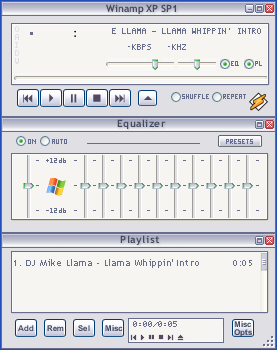 Winamp XP SP1
E LLAMA - LLAMA WHIPPIN' INTRO
-KBPS -KHZ
EQ PL
SHUFFLE REPEAT
Equalizer
ON AUTO PRESETS
+12db
-12db
Playlist
1. DJ Mike Llama - Llama Whippin' Intro 0:05
Add Rem Sel Misc 0:00/0:05 Misc Opts